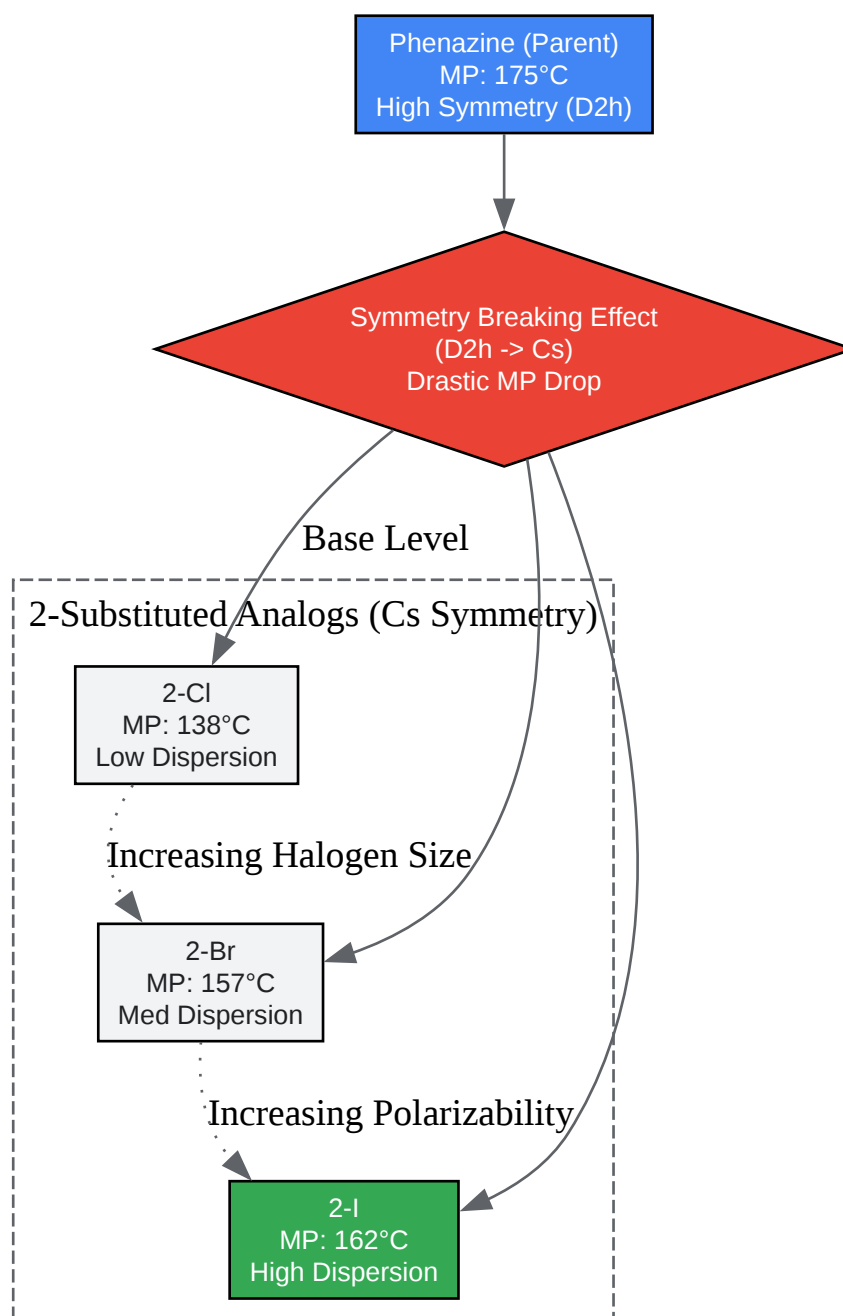 Phenazine (Parent)
MP: 175°C
High Symmetry (D2h)
Symmetry Breaking Effect
(D2h -> Cs)
Drastic MP Drop
Base Level
2-Substituted Analogs (Cs Symmetry)
2-Cl
MP: 138°C
Low Dispersion
Increasing Halogen Size
2-Br
MP: 157°C
Med Dispersion
Increasing Polarizability
2-I
MP: 162°C
High Dispersion